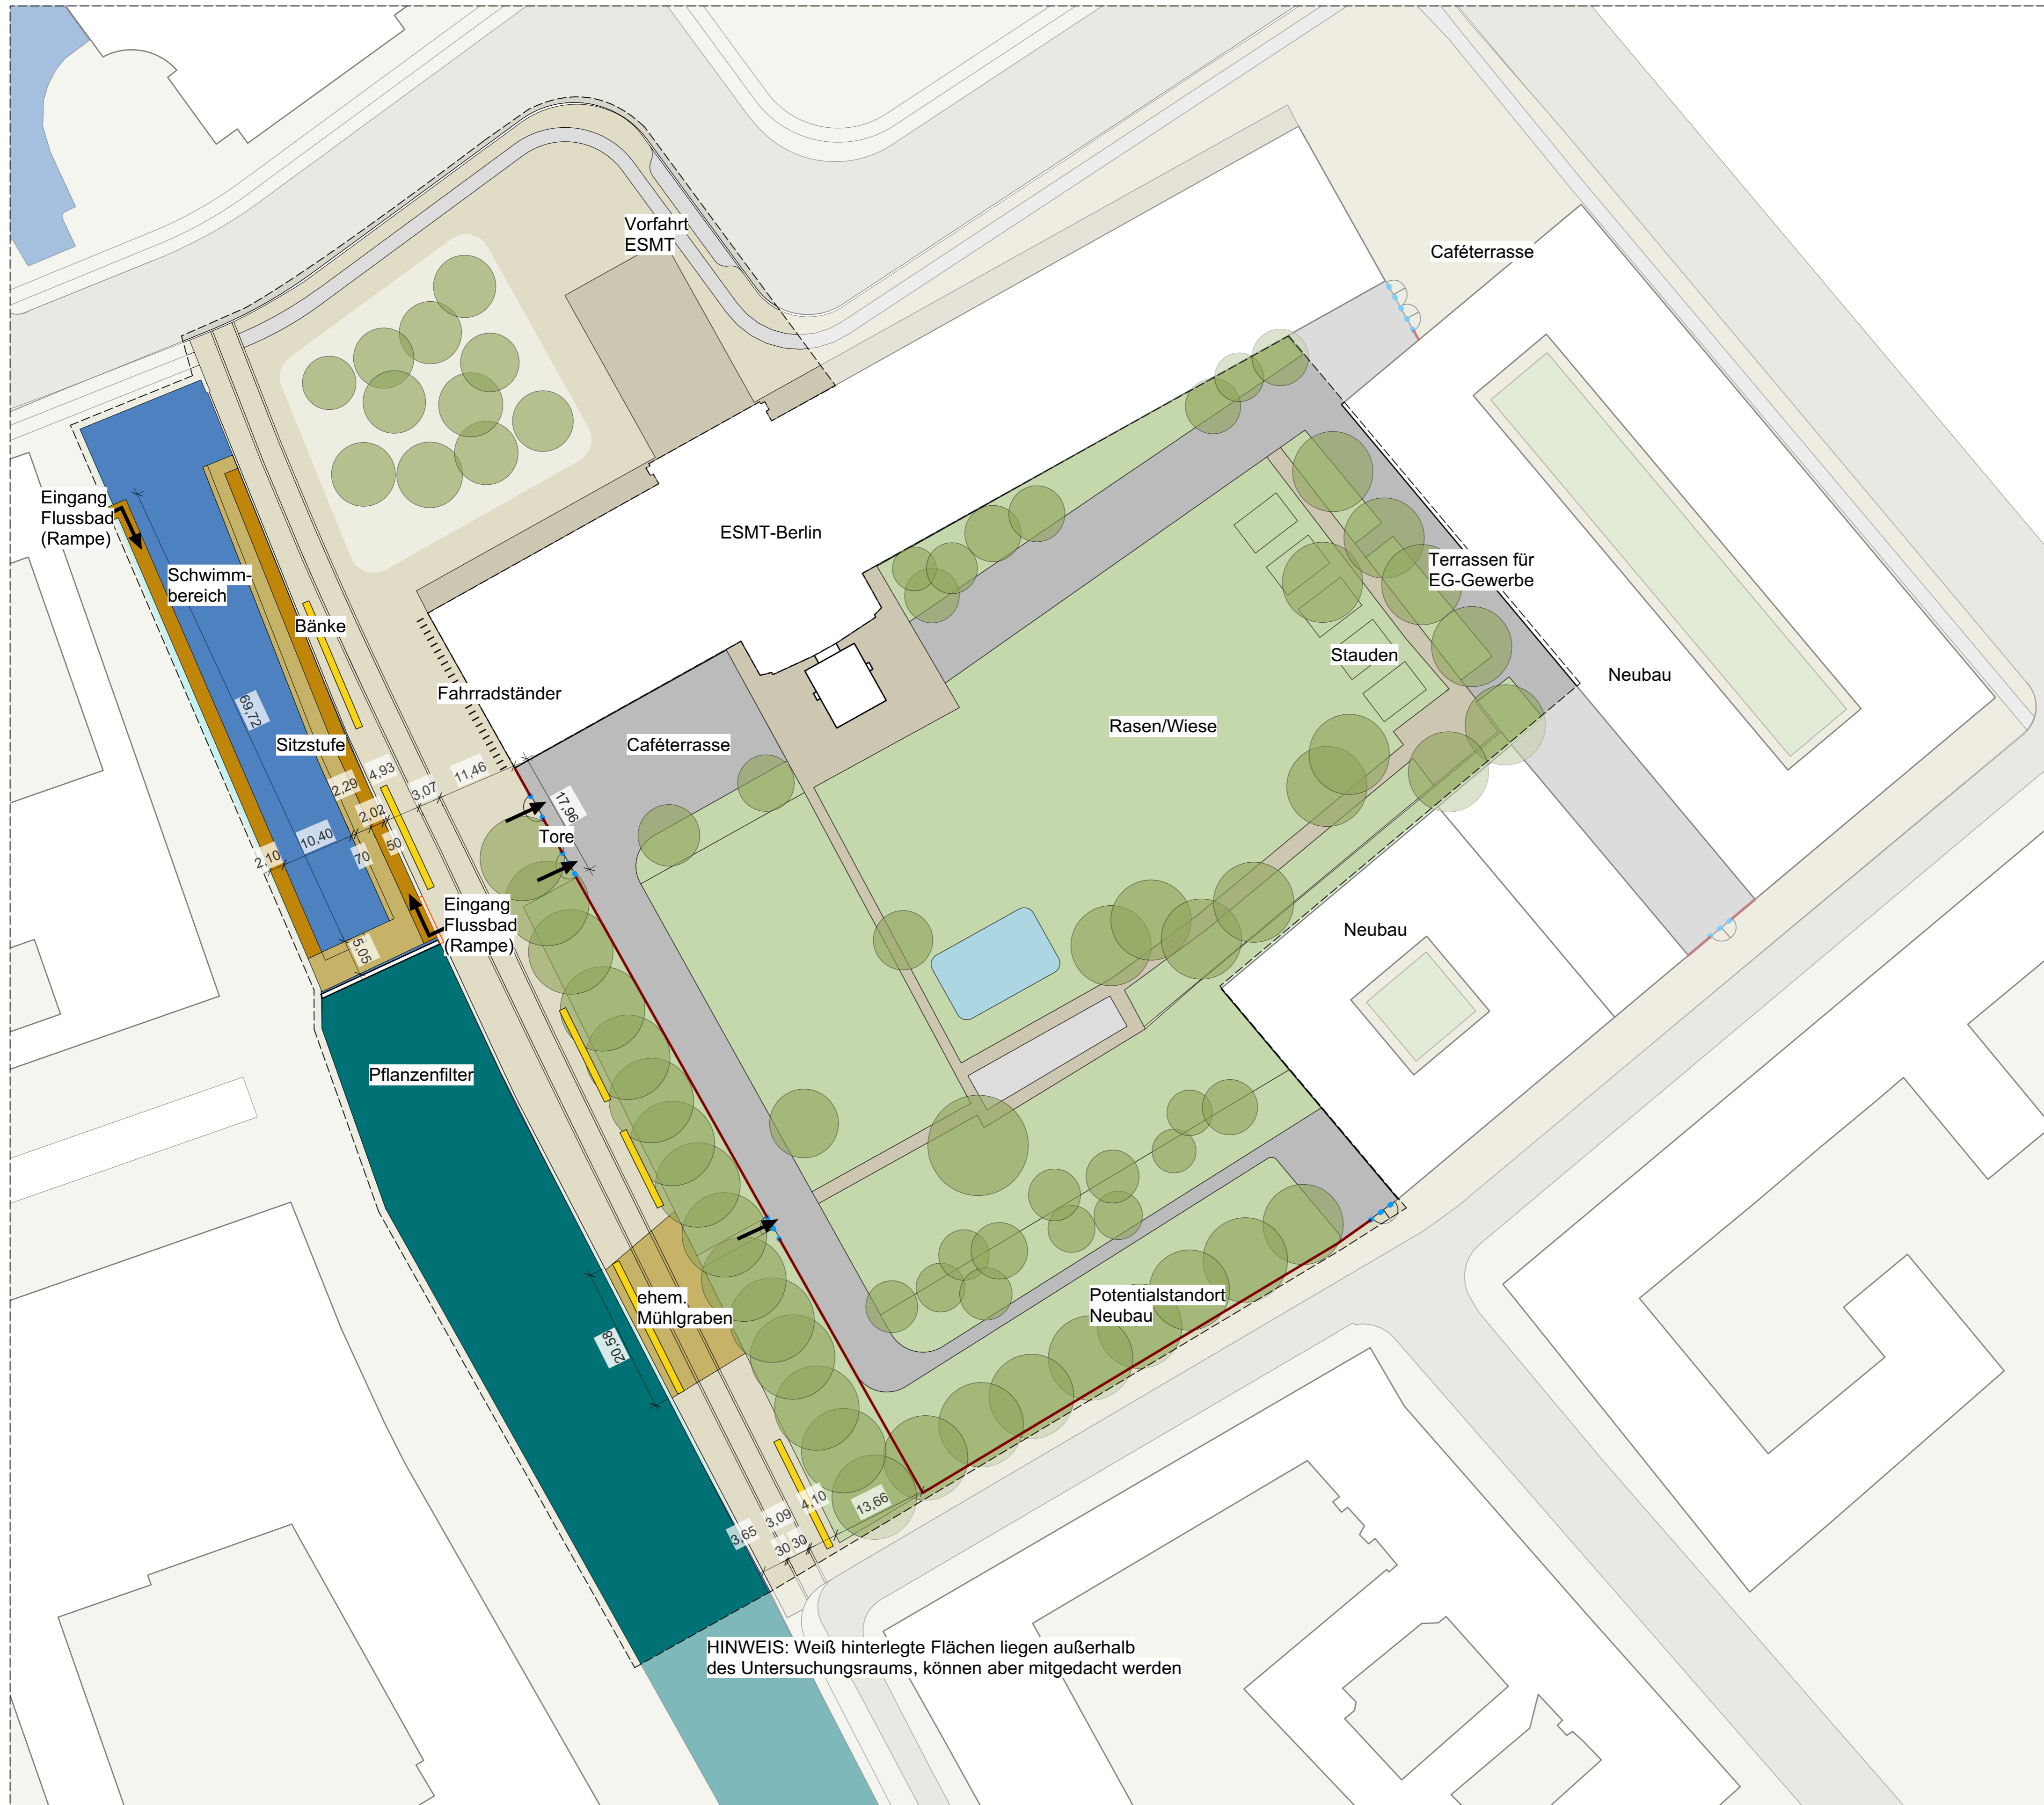 Vorfahrt
ESMT
Caféterrasse
Eingang
Flussbad
(Rampe)
ESMT-Berlin
Schwimm-
bereich
Terrassen für
EG-Gewerbe
Bänke
Stauden
Neubau
Fahrradständer
69,72
Rasen/Wiese
Sitzstufe
Caféterrasse
4,93
11,46
2,29
3,07
2,02
17,96
10,40
50
Tore
2,10
70
Eingang
Flussbad
(Rampe)
Neubau
5,05
Pflanzenfilter
ehem.
Mühlgraben
Potentialstandort
Neubau
20,58
4,10
13,66
3,09
3,65
30
30
HINWEIS: Weiß hinterlegte Flächen liegen außerhalb
des Untersuchungsraums, können aber mitgedacht werden